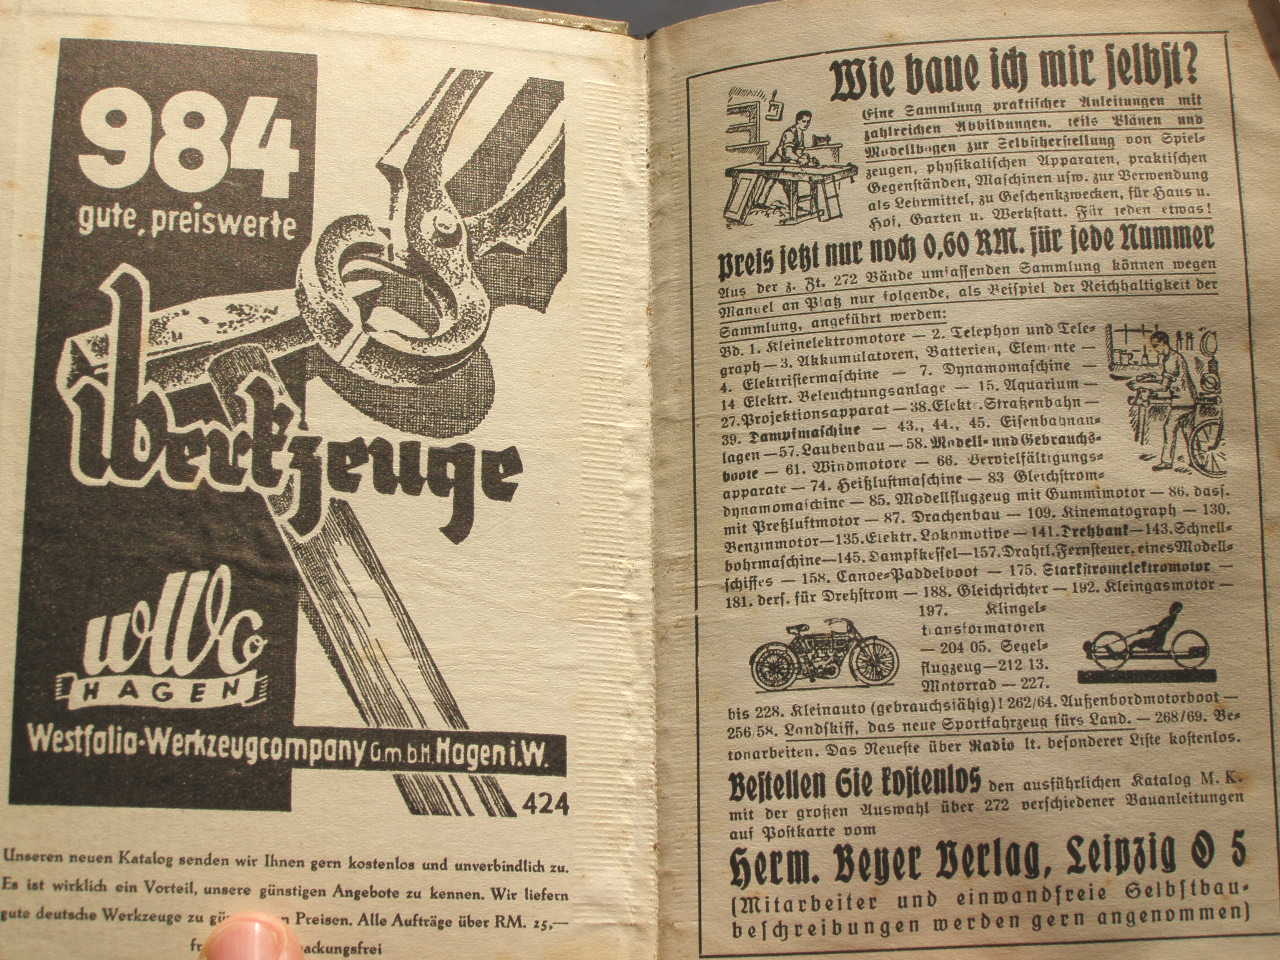 984
gute, preiswerte
Werkzeuge
WWCo
HAGEN
Westfalia-Werkzeugcompany G.m.b.H. Hagen i.W.
424
Unseren neuen Katalog senden wir Ihnen gern kostenlos und unverbindlich zu.
Es ist wirklich ein Vorteil, unsere günstigen Angebote zu kennen. Wir liefern
gute deutsche Werkzeuge zu Preisen. Alle Aufträge über RM. 25,—
Wie baue ich mir selbst?
Eine Sammlung praktischer Anleitungen mit
zahlreichen Abbildungen, teils Plänen und
Modellbogen zur Selbstherstellung von Spiel-
zeugen, physikalischen Apparaten, praktischen
Gegenständen, Maschinen usw. zur Verwendung
als Lehrmittel, zu Geschenkzwecken, für Haus u.
Hof, Garten u. Werkstatt. Für jeden etwas!
Preis jetzt nur noch 0,60 RM. für jede Nummer
Aus der z. Zt. 272 Bände umfassenden Sammlung können wegen
Mangel an Platz nur folgende, als Beispiel der Reichhaltigkeit der
Sammlung, angeführt werden:
Bd. 1. Kleinelektromotore — 2. Telephon und Tele-
graph — 3. Akkumulatoren, Batterien, Elemente —
4. Elektrisiermaschine — 7. Dynamomaschine —
14 Elektr. Beleuchtungsanlage — 15. Aquarium —
27. Projektionsapparat — 38. Elekt. Straßenbahn —
39. Dampfmaschine — 43., 44., 45. Eisenbahnan-
lagen — 57. Laubenbau — 58. Modell- und Gebrauchs-
boote — 61. Windmotore — 66. Vervielfältigungs-
apparate — 74. Heißluftmaschine — 83 Gleichstrom-
dynamomaschine — 85. Modellflugzeug mit Gummimotor — 86. dass.
mit Preßluftmotor — 87. Drachenbau — 109. Kinematograph — 130.
Benzinmotor — 135. Elektr. Lokomotive — 141. Drehbank — 143. Schnell-
bohrmaschine — 145. Dampfkessel — 157. Drahtl. Fernsteuer. eines Modell-
schiffes — 158. Canoe-Paddelboot — 175. Starkstromelektromotor —
181. ders. für Drehstrom — 188. Gleichrichter — 192. Kleingasmotor —
197. Klingel-
transformatoren
— 204 05. Segel-
flugzeug — 212 13.
Motorrad — 227.
bis 228. Kleinauto (gebrauchsfähig)! 262/64. Außenbordmotorboot —
256/58. Landskiff, das neue Sportfahrzeug fürs Land. — 268/69. Be-
tonarbeiten. Das Neueste über Radio lt. besonderer Liste kostenlos.
Bestellen Sie kostenlos den ausführlichen Katalog M. K.
mit der großen Auswahl über 272 verschiedener Bauanleitungen
auf Postkarte vom
Herm. Beyer Verlag, Leipzig O 5
(Mitarbeiter und einwandfreie Selbstbau-
beschreibungen werden gern angenommen)